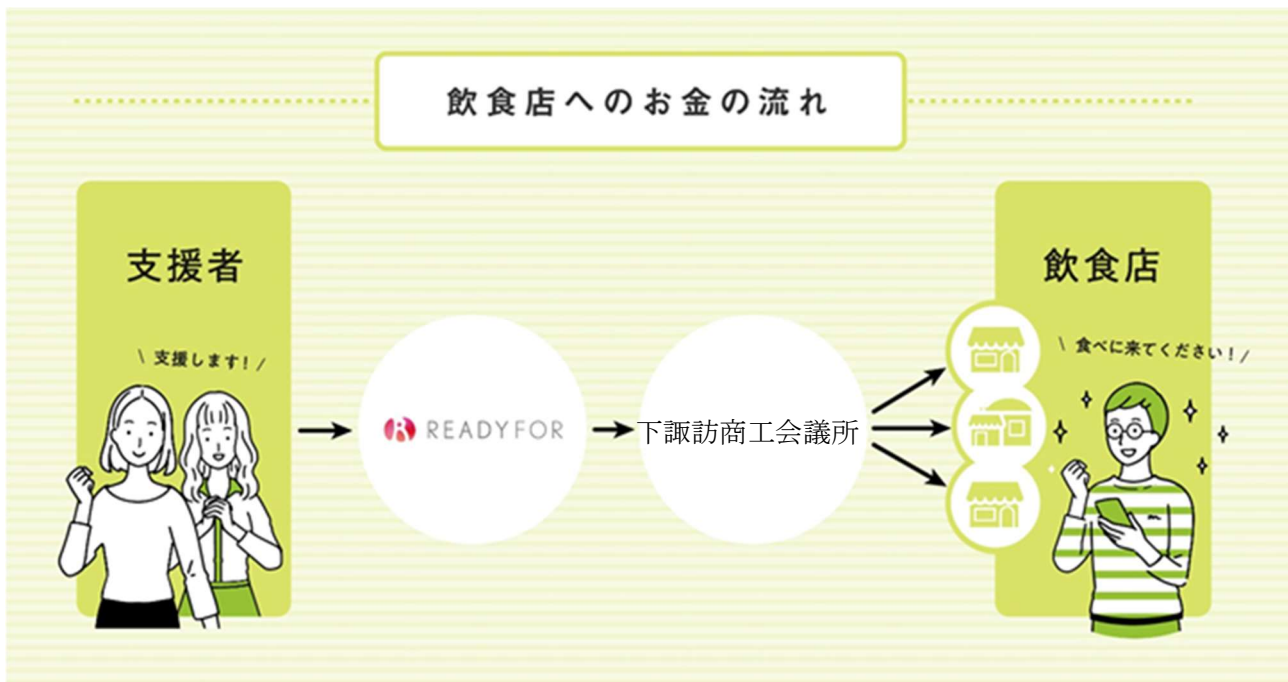 飲食店へのお金の流れ
支援者
\ 支援します! /
READYFOR
下諏訪商工会議所
飲食店
\ 食べに来てください! /